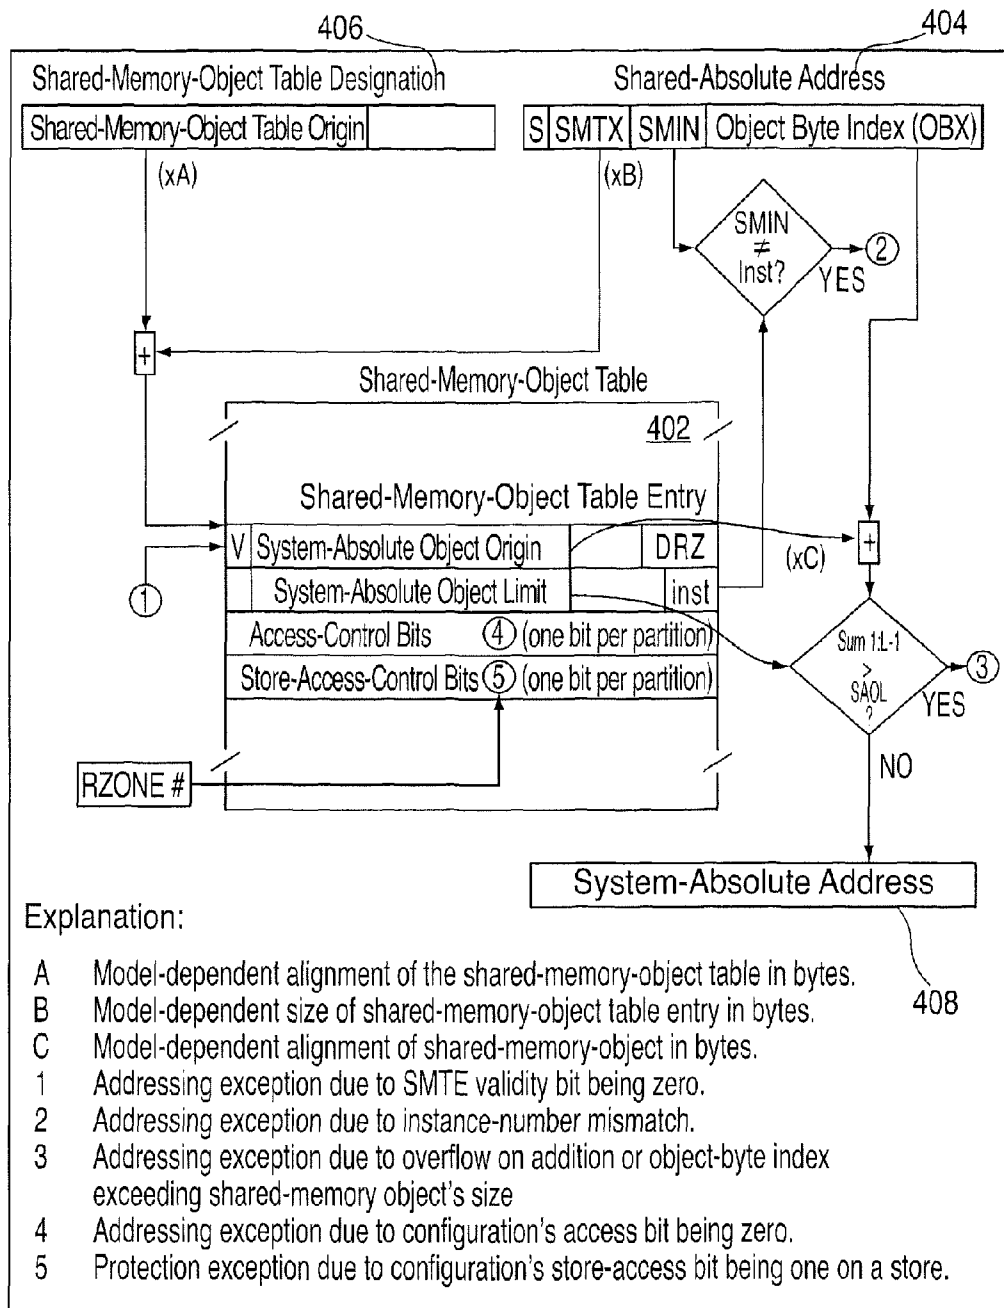 406
404
Shared-Memory-Object Table Designation
Shared-Absolute Address
Shared-Memory-Object Table Origin
S SMTX SMIN Object Byte Index (OBX)
(xA)
(xB)
SMIN
≠
Inst?
2
YES
+
Shared-Memory-Object Table
402
Shared-Memory-Object Table Entry
V System-Absolute Object Origin DRZ
(xC)
+
System-Absolute Object Limit inst
1
Access-Control Bits 4 (one bit per partition)
Store-Access-Control Bits 5 (one bit per partition)
Sum 1:L-1
>
SAOL
?
3
YES
NO
RZONE #
System-Absolute Address
408
Explanation:
A Model-dependent alignment of the shared-memory-object table in bytes.
B Model-dependent size of shared-memory-object table entry in bytes.
C Model-dependent alignment of shared-memory-object in bytes.
1 Addressing exception due to SMTE validity bit being zero.
2 Addressing exception due to instance-number mismatch.
3 Addressing exception due to overflow on addition or object-byte index
exceeding shared-memory object's size
4 Addressing exception due to configuration's access bit being zero.
5 Protection exception due to configuration's store-access bit being one on a store.